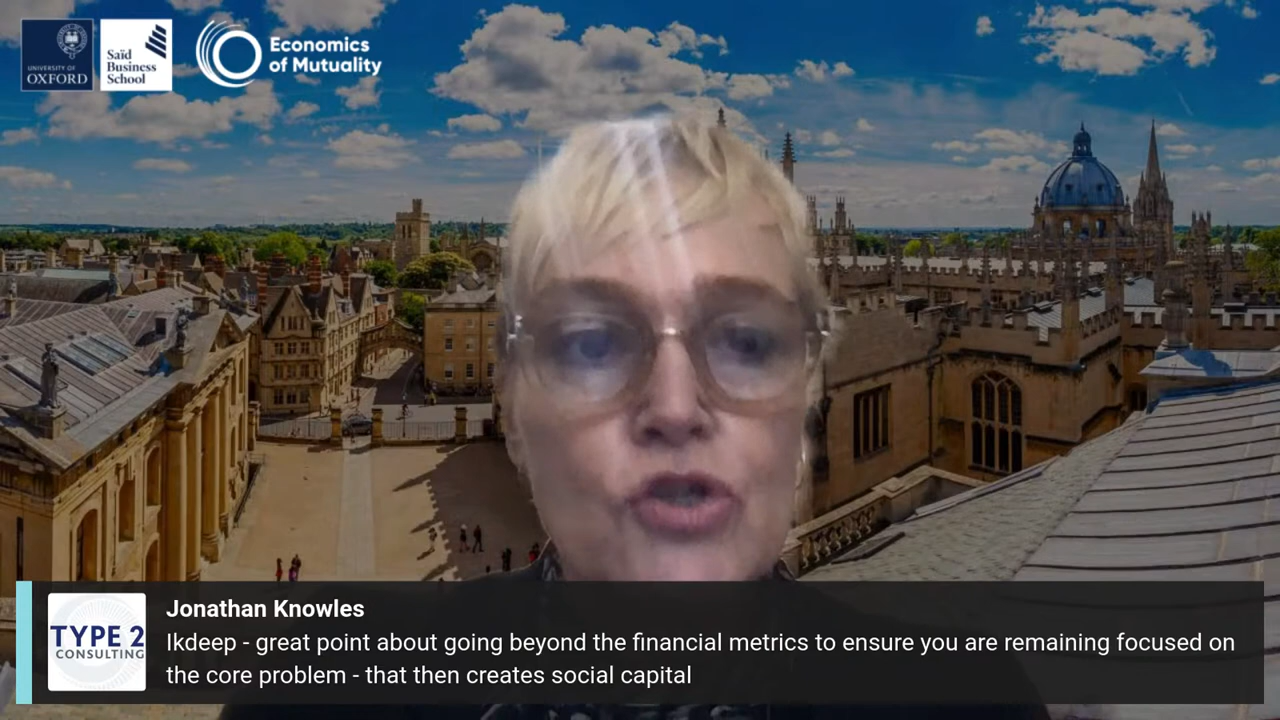 UNIVERSITY OF
OXFORD
Saïd
Business
School
Economics
of Mutuality
TYPE 2
CONSULTING
Jonathan Knowles
Ikdeep - great point about going beyond the financial metrics to ensure you are remaining focused on
the core problem - that then creates social capital